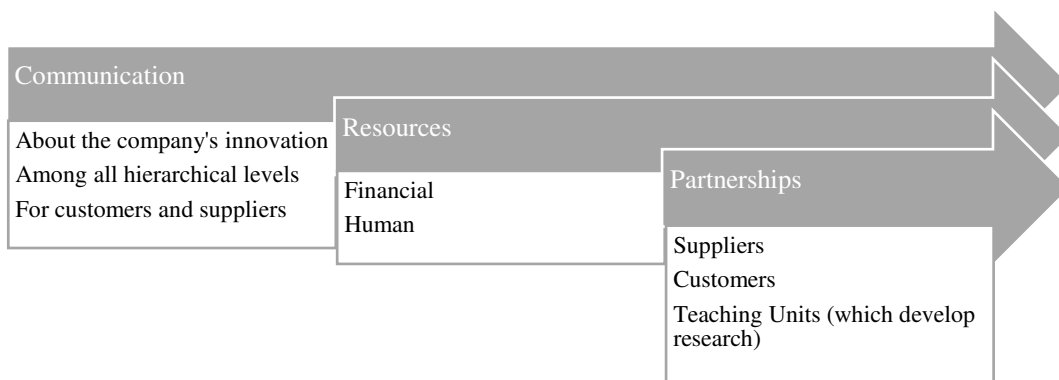 Communication
About the company's innovation
Among all hierarchical levels
For customers and suppliers
Resources
Financial
Human
Partnerships
Suppliers
Customers
Teaching Units (which develop
research)